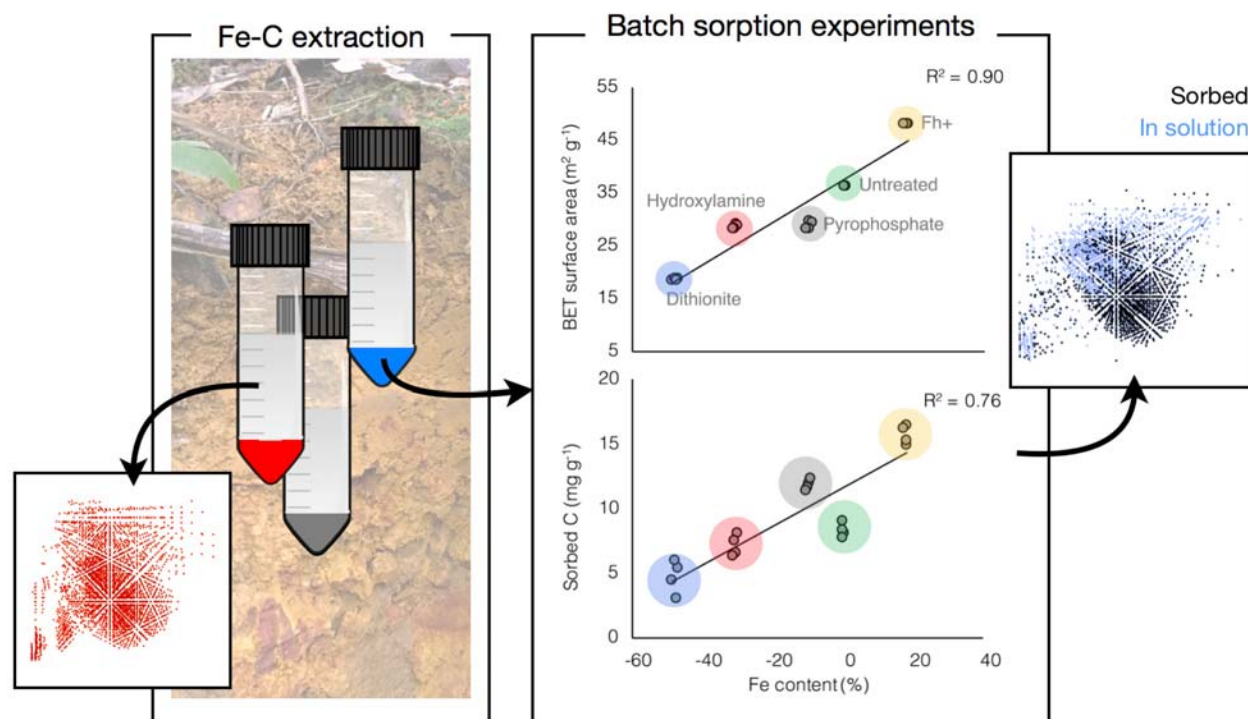 Fe-C extraction
Batch sorption experiments
R² = 0.90
55
45
35
25
15
5
BET surface area (m² g⁻¹)
Fh+
Untreated
Hydroxylamine
Pyrophosphate
Dithionite
Sorbed
In solution
R² = 0.76
20
15
10
5
0
Sorbed C (mg g⁻¹)
-60 -40 -20 0 20 40
Fe content (%)